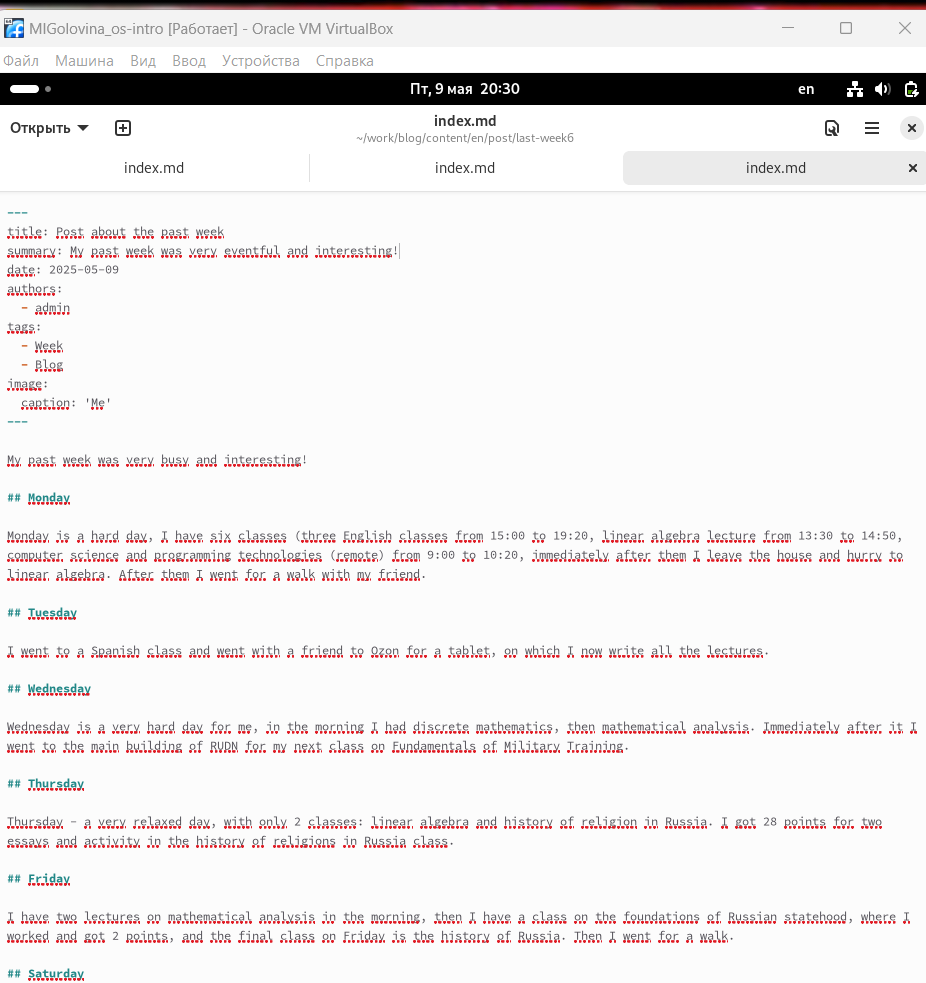 MIGolovina_os-intro [Работает] - Oracle VM VirtualBox
Файл Машина Вид Ввод Устройства Справка
Пт, 9 мая 20:30 en
Открыть index.md
~/work/blog/content/en/post/last-week6
index.md index.md index.md
---
title: Post about the past week
summary: My past week was very eventful and interesting!
date: 2025-05-09
authors:
- admin
tags:
- Week
- Blog
image:
caption: 'Me'
---
My past week was very busy and interesting!
## Monday
Monday is a hard day, I have six classes (three English classes from 15:00 to 19:20, linear algebra lecture from 13:30 to 14:50,
computer science and programming technologies (remote) from 9:00 to 10:20, immediately after them I leave the house and hurry to
linear algebra. After them I went for a walk with my friend.
## Tuesday
I went to a Spanish class and went with a friend to Ozon for a tablet, on which I now write all the lectures.
## Wednesday
Wednesday is a very hard day for me, in the morning I had discrete mathematics, then mathematical analysis. Immediately after it I
went to the main building of RUDN for my next class on Fundamentals of Military Training.
## Thursday
Thursday - a very relaxed day, with only 2 classes: linear algebra and history of religion in Russia. I got 28 points for two
essays and activity in the history of religions in Russia class.
## Friday
I have two lectures on mathematical analysis in the morning, then I have a class on the foundations of Russian statehood, where I
worked and got 2 points, and the final class on Friday is the history of Russia. Then I went for a walk.
## Saturday